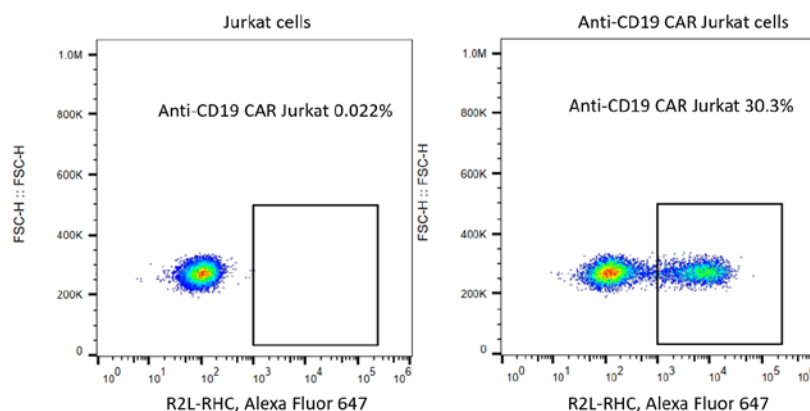 Jurkat cells
Anti-CD19 CAR Jurkat cells
1.0M
800K
600K
400K
200K
0
FSC-H :: FSC-H
Anti-CD19 CAR Jurkat 0.022%
10^0 10^1 10^2 10^3 10^4 10^5 10^6
R2L-RHC, Alexa Fluor 647
1.0M
800K
600K
400K
200K
0
FSC-H :: FSC-H
Anti-CD19 CAR Jurkat 30.3%
10^0 10^1 10^2 10^3 10^4 10^5 10^6
R2L-RHC, Alexa Fluor 647